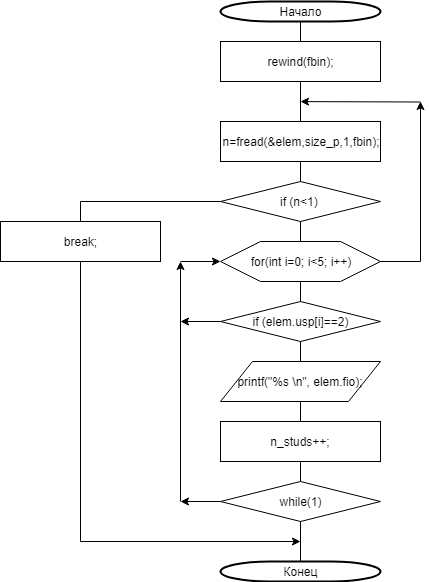 Начало
rewind(fbin);
n=fread(&elem,size_p,1,fbin);
if (n<1)
break;
for(int i=0; i<5; i++)
if (elem.usp[i]==2)
printf("%s \n", elem.fio);
n_studs++;
while(1)
Конец